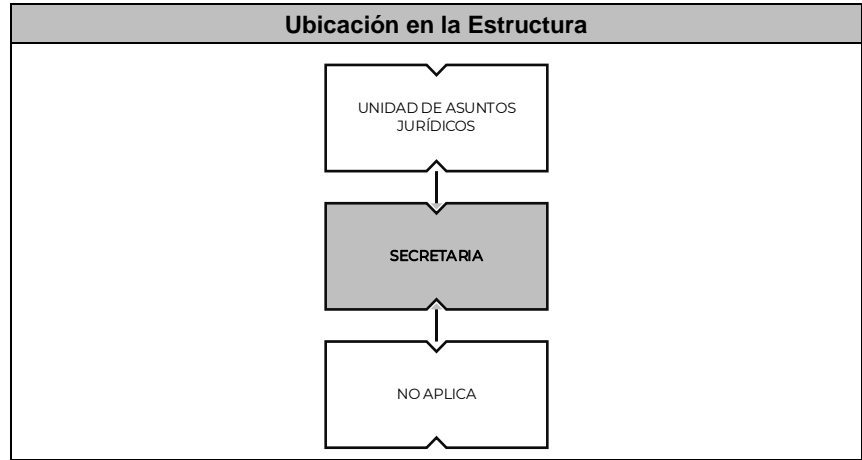 Ubicación en la Estructura
UNIDAD DE ASUNTOS
JURÍDICOS
SECRETARIA
NO APLICA